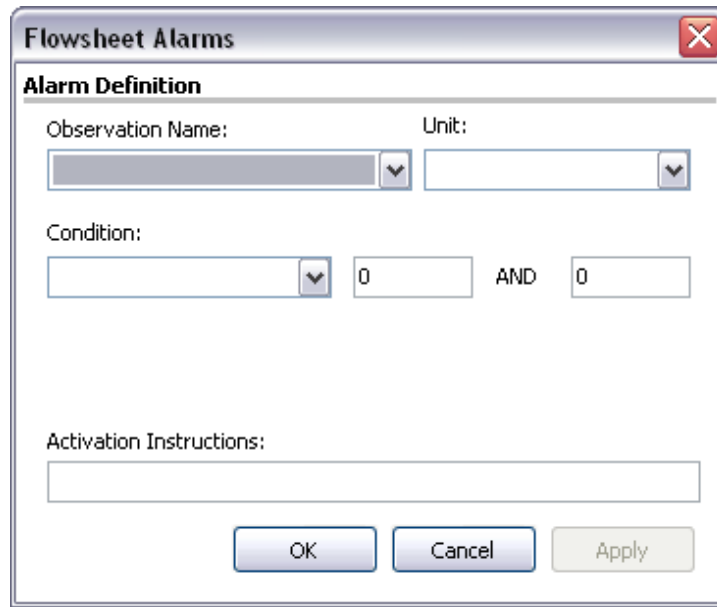 Flowsheet Alarms
Alarm Definition
Observation Name: Unit:
Condition:
0 AND 0
Activation Instructions:
OK Cancel Apply